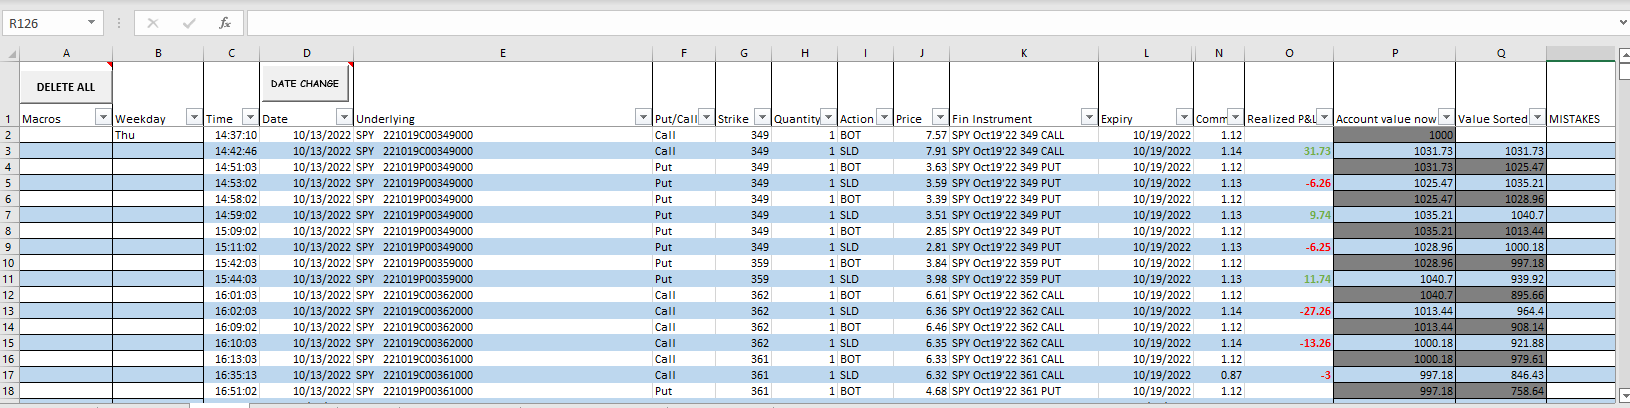 R126 fx
A B C D E F G H I J K L N O P Q
DELETE ALL DATE CHANGE
1 Macros Weekday Time Date Underlying Put/Call Strike Quantity Action Price Fin Instrument Expiry Comm Realized P&L Account value now Value Sorted MISTAKES
2 Thu 14:37:10 10/13/2022 SPY 221019C00349000 Call 349 1 BOT 7.57 SPY Oct19'22 349 CALL 10/19/2022 1.12 1000
3 14:42:46 10/13/2022 SPY 221019C00349000 Call 349 1 SLD 7.91 SPY Oct19'22 349 CALL 10/19/2022 1.14 31.73 1031.73 1031.73
4 14:51:03 10/13/2022 SPY 221019P00349000 Put 349 1 BOT 3.63 SPY Oct19'22 349 PUT 10/19/2022 1.12 1031.73 1025.47
5 14:53:02 10/13/2022 SPY 221019P00349000 Put 349 1 SLD 3.59 SPY Oct19'22 349 PUT 10/19/2022 1.13 -6.26 1025.47 1035.21
6 14:58:02 10/13/2022 SPY 221019P00349000 Put 349 1 BOT 3.39 SPY Oct19'22 349 PUT 10/19/2022 1.12 1025.47 1028.96
7 14:59:02 10/13/2022 SPY 221019P00349000 Put 349 1 SLD 3.51 SPY Oct19'22 349 PUT 10/19/2022 1.13 9.74 1035.21 1040.7
8 15:09:02 10/13/2022 SPY 221019P00349000 Put 349 1 BOT 2.85 SPY Oct19'22 349 PUT 10/19/2022 1.12 1035.21 1013.44
9 15:11:02 10/13/2022 SPY 221019P00349000 Put 349 1 SLD 2.81 SPY Oct19'22 349 PUT 10/19/2022 1.13 -6.25 1028.96 1000.18
10 15:42:03 10/13/2022 SPY 221019P00359000 Put 359 1 BOT 3.84 SPY Oct19'22 359 PUT 10/19/2022 1.12 1028.96 997.18
11 15:44:03 10/13/2022 SPY 221019P00359000 Put 359 1 SLD 3.98 SPY Oct19'22 359 PUT 10/19/2022 1.13 11.74 1040.7 939.92
12 16:01:03 10/13/2022 SPY 221019C00362000 Call 362 1 BOT 6.61 SPY Oct19'22 362 CALL 10/19/2022 1.12 1040.7 895.66
13 16:02:03 10/13/2022 SPY 221019C00362000 Call 362 1 SLD 6.36 SPY Oct19'22 362 CALL 10/19/2022 1.14 -27.26 1013.44 964.4
14 16:09:02 10/13/2022 SPY 221019C00362000 Call 362 1 BOT 6.46 SPY Oct19'22 362 CALL 10/19/2022 1.12 1013.44 908.14
15 16:10:03 10/13/2022 SPY 221019C00362000 Call 362 1 SLD 6.35 SPY Oct19'22 362 CALL 10/19/2022 1.14 -13.26 1000.18 921.88
16 16:13:03 10/13/2022 SPY 221019C00361000 Call 361 1 BOT 6.33 SPY Oct19'22 361 CALL 10/19/2022 1.12 1000.18 979.61
17 16:35:13 10/13/2022 SPY 221019C00361000 Call 361 1 SLD 6.32 SPY Oct19'22 361 CALL 10/19/2022 0.87 -3 997.18 846.43
18 16:51:02 10/13/2022 SPY 221019P00361000 Put 361 1 BOT 4.68 SPY Oct19'22 361 PUT 10/19/2022 1.12 997.18 758.64